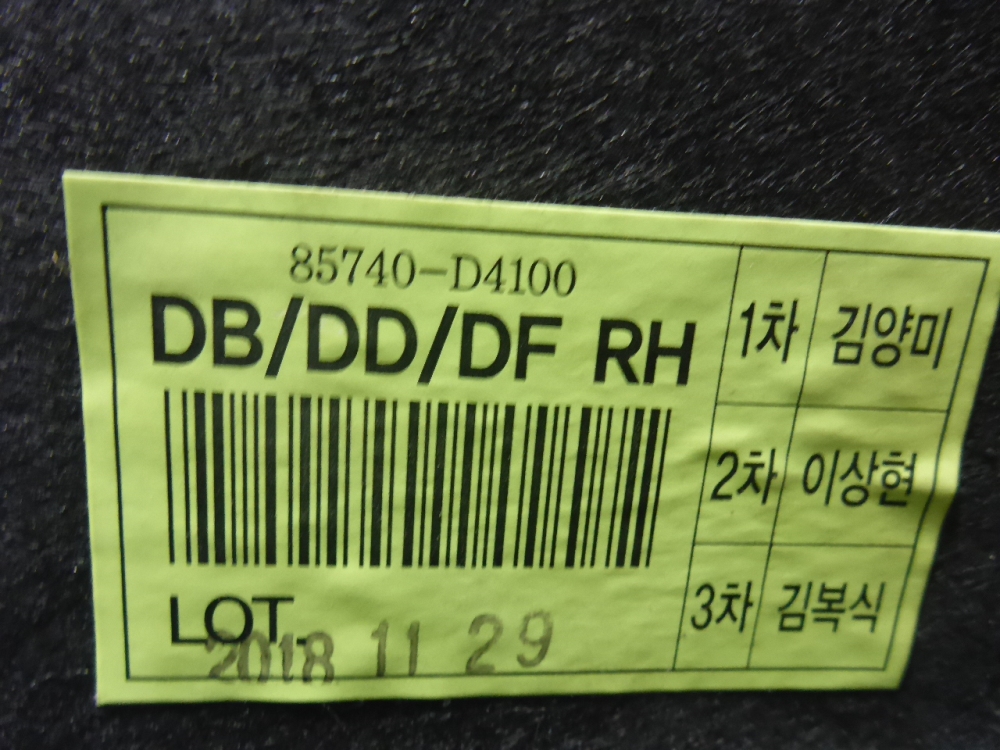 85740-D4100
DB/DD/DF RH
LOT.
2018 11 29
1차 김양미
2차 이상현
3차 김복식